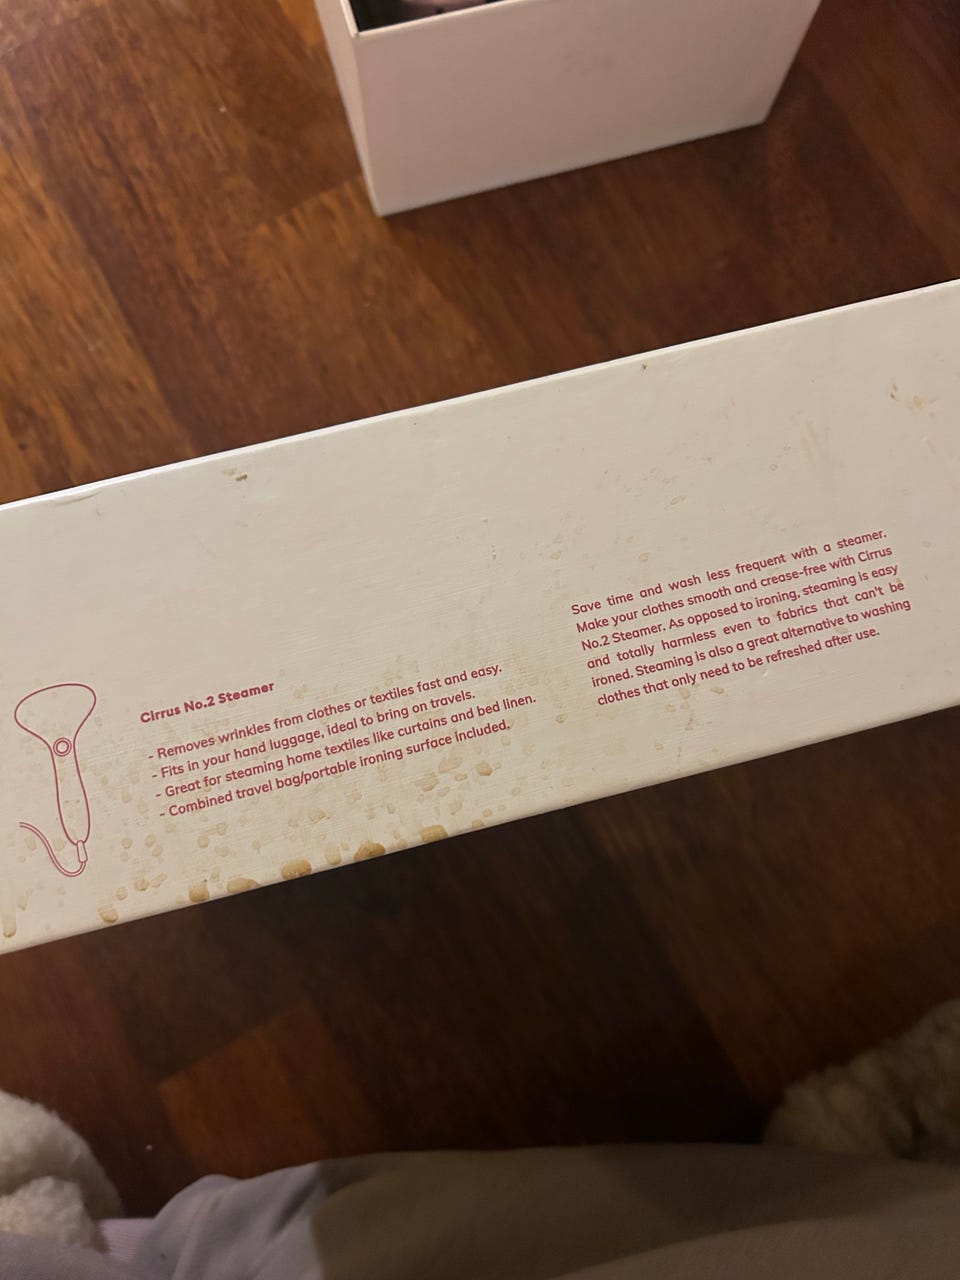 Cirrus No.2 Steamer
- Removes wrinkles from clothes or textiles fast and easy.
- Fits in your hand luggage, ideal to bring on travels.
- Great for steaming home textiles like curtains and bed linen.
- Combined travel bag/portable ironing surface included.
Save time and wash less frequent with a steamer.
Make your clothes smooth and crease-free with Cirrus
No.2 Steamer. As opposed to ironing, steaming is easy
and totally harmless even to fabrics that can't be
ironed. Steaming is also a great alternative to washing
clothes that only need to be refreshed after use.